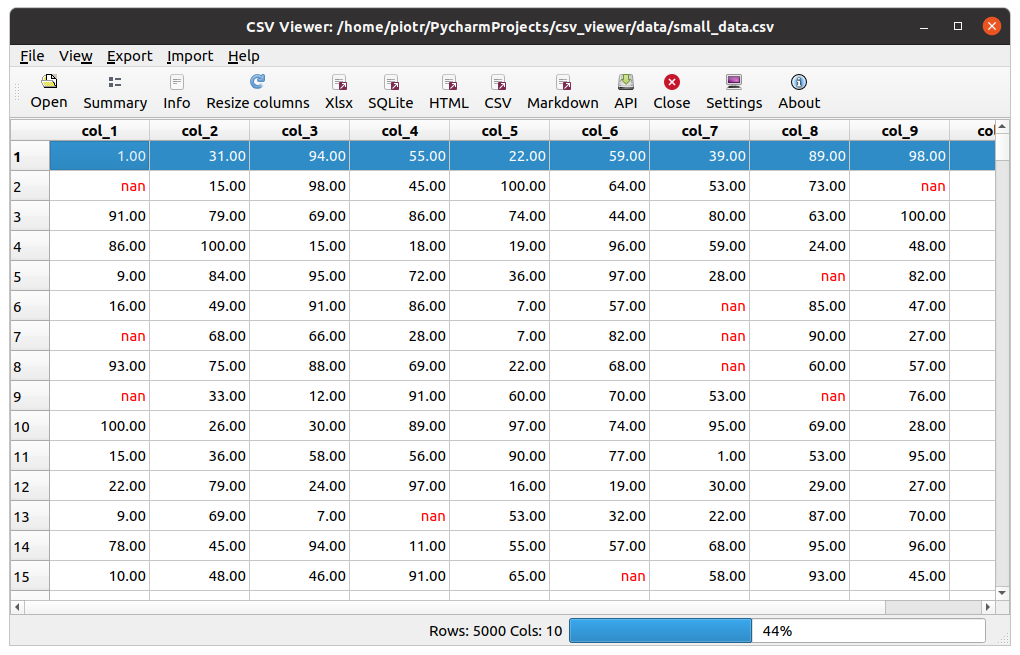 CSV Viewer: /home/piotr/PycharmProjects/csv_viewer/data/small_data.csv
File View Export Import Help
Open Summary Info Resize columns Xlsx SQLite HTML CSV Markdown API Close Settings About
col_1 col_2 col_3 col_4 col_5 col_6 col_7 col_8 col_9 col
1 1.00 31.00 94.00 55.00 22.00 59.00 39.00 89.00 98.00
2 nan 15.00 98.00 45.00 100.00 64.00 53.00 73.00 nan
3 91.00 79.00 69.00 86.00 74.00 44.00 80.00 63.00 100.00
4 86.00 100.00 15.00 18.00 19.00 96.00 59.00 24.00 48.00
5 9.00 84.00 95.00 72.00 36.00 97.00 28.00 nan 82.00
6 16.00 49.00 91.00 86.00 7.00 57.00 nan 85.00 47.00
7 nan 68.00 66.00 28.00 7.00 82.00 nan 90.00 27.00
8 93.00 75.00 88.00 69.00 22.00 68.00 nan 60.00 57.00
9 nan 33.00 12.00 91.00 60.00 70.00 53.00 nan 76.00
10 100.00 26.00 30.00 89.00 97.00 74.00 95.00 69.00 28.00
11 15.00 36.00 58.00 56.00 90.00 77.00 1.00 53.00 95.00
12 22.00 79.00 24.00 97.00 16.00 19.00 30.00 29.00 27.00
13 9.00 69.00 7.00 nan 53.00 32.00 22.00 87.00 70.00
14 78.00 45.00 94.00 11.00 55.00 57.00 68.00 95.00 96.00
15 10.00 48.00 46.00 91.00 65.00 nan 58.00 93.00 45.00
Rows: 5000 Cols: 10 44%